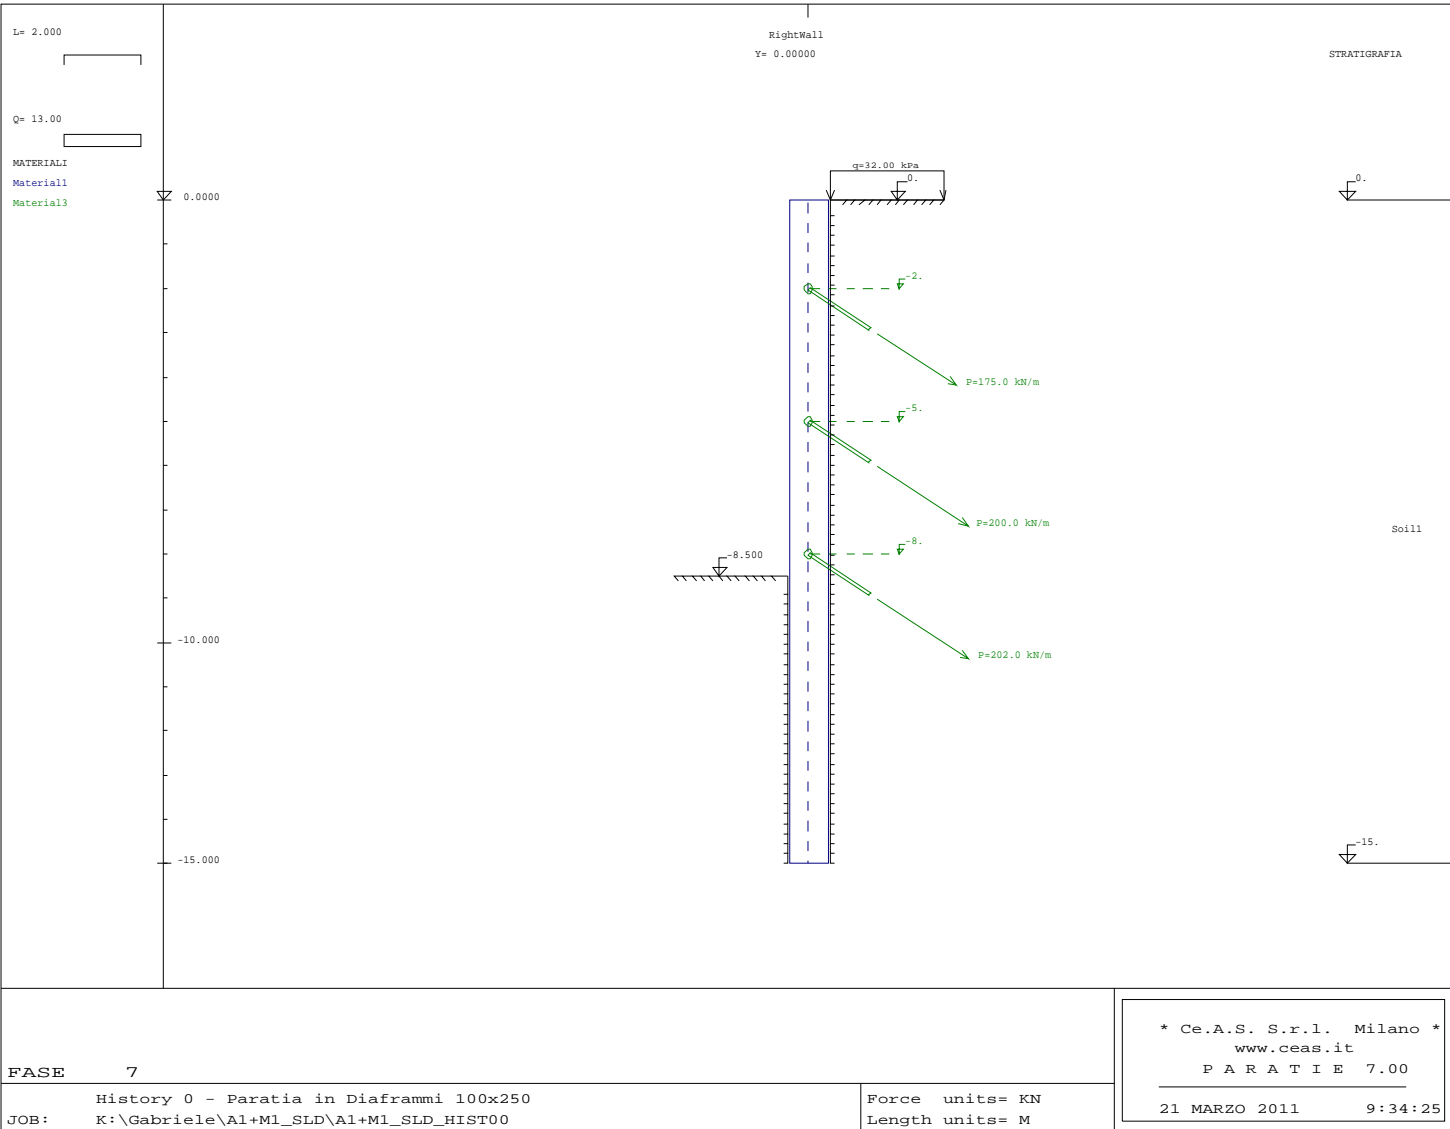 L= 2.000
RightWall
Y= 0.00000
STRATIGRAFIA
Q= 13.00
MATERIALI
Material1
Material3
q=32.00 kPa
0.
0.
0.0000
-2.
P=175.0 kN/m
-5.
P=200.0 kN/m
Soil1
-8.
-8.500
-10.000
P=202.0 kN/m
-15.
-15.000
* Ce.A.S. S.r.l. Milano *
www.ceas.it
P A R A T I E 7.00
21 MARZO 2011 9:34:25
FASE 7
History 0 - Paratia in Diaframmi 100x250
JOB: K:\Gabriele\A1+M1_SLD\A1+M1_SLD_HIST00
Force units= KN
Length units= M